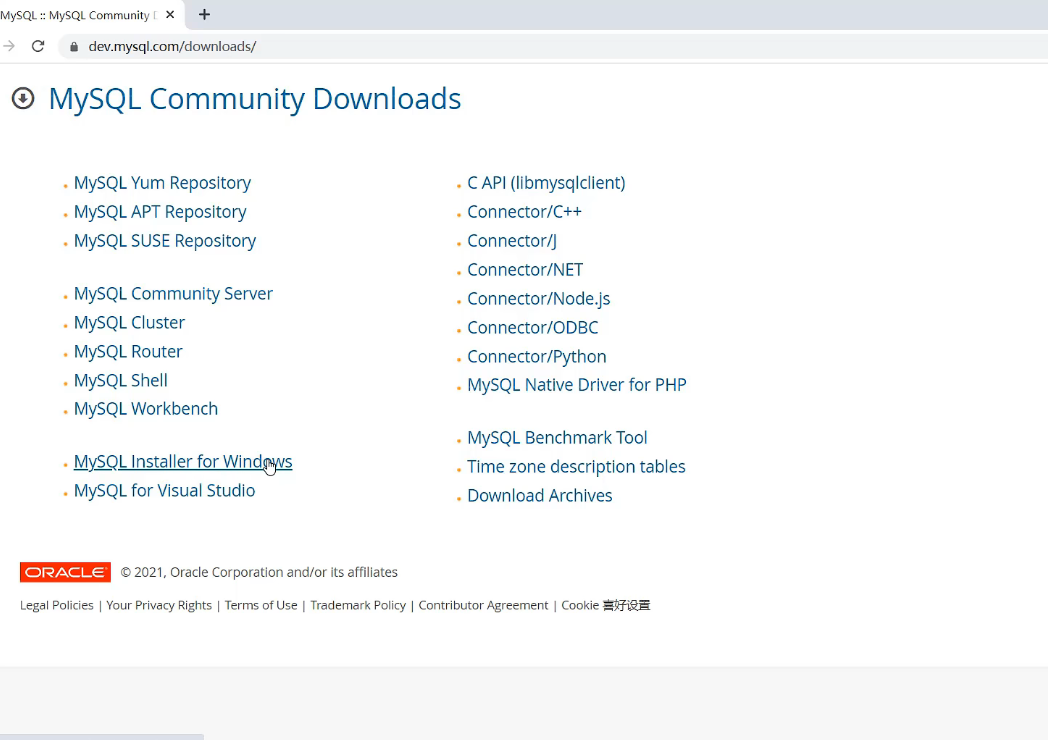 MySQL :: MySQL Community
dev.mysql.com/downloads/
MySQL Community Downloads
MySQL Yum Repository
MySQL APT Repository
MySQL SUSE Repository
MySQL Community Server
MySQL Cluster
MySQL Router
MySQL Shell
MySQL Workbench
MySQL Installer for Windows
MySQL for Visual Studio
C API (libmysqlclient)
Connector/C++
Connector/J
Connector/NET
Connector/Node.js
Connector/ODBC
Connector/Python
MySQL Native Driver for PHP
MySQL Benchmark Tool
Time zone description tables
Download Archives
ORACLE © 2021, Oracle Corporation and/or its affiliates
Legal Policies | Your Privacy Rights | Terms of Use | Trademark Policy | Contributor Agreement | Cookie 喜好设置